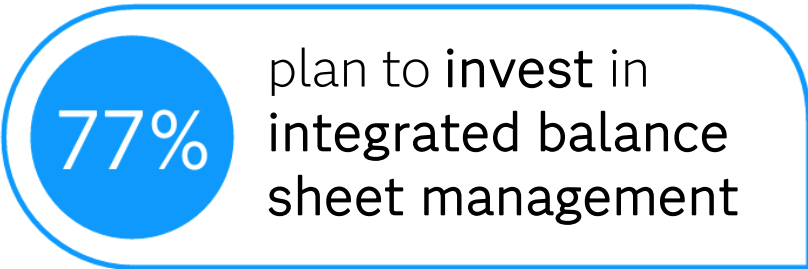 77%
plan to invest in
integrated balance
sheet management